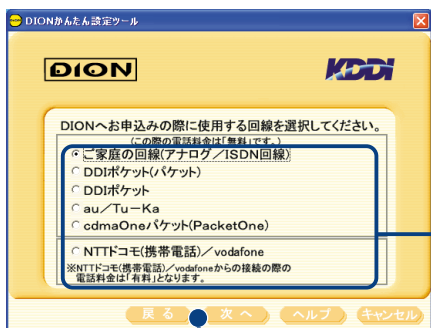 DIONかんたん設定ツール
DION
KDDI
DIONへお申込みの際に使用する回線を選択してください。
(この際の電話料金は「無料」です。)
ご家庭の回線(アナログ／ISDN回線)
DDIポケット(パケット)
DDIポケット
au／Tu－Ka
cdmaOneパケット(PacketOne)
NTTドコモ(携帯電話)／vodafone
※NTTドコモ(携帯電話)／vodafoneからの接続の際の
電話料金は「有料」となります。
戻る 次へ ヘルプ キャンセル